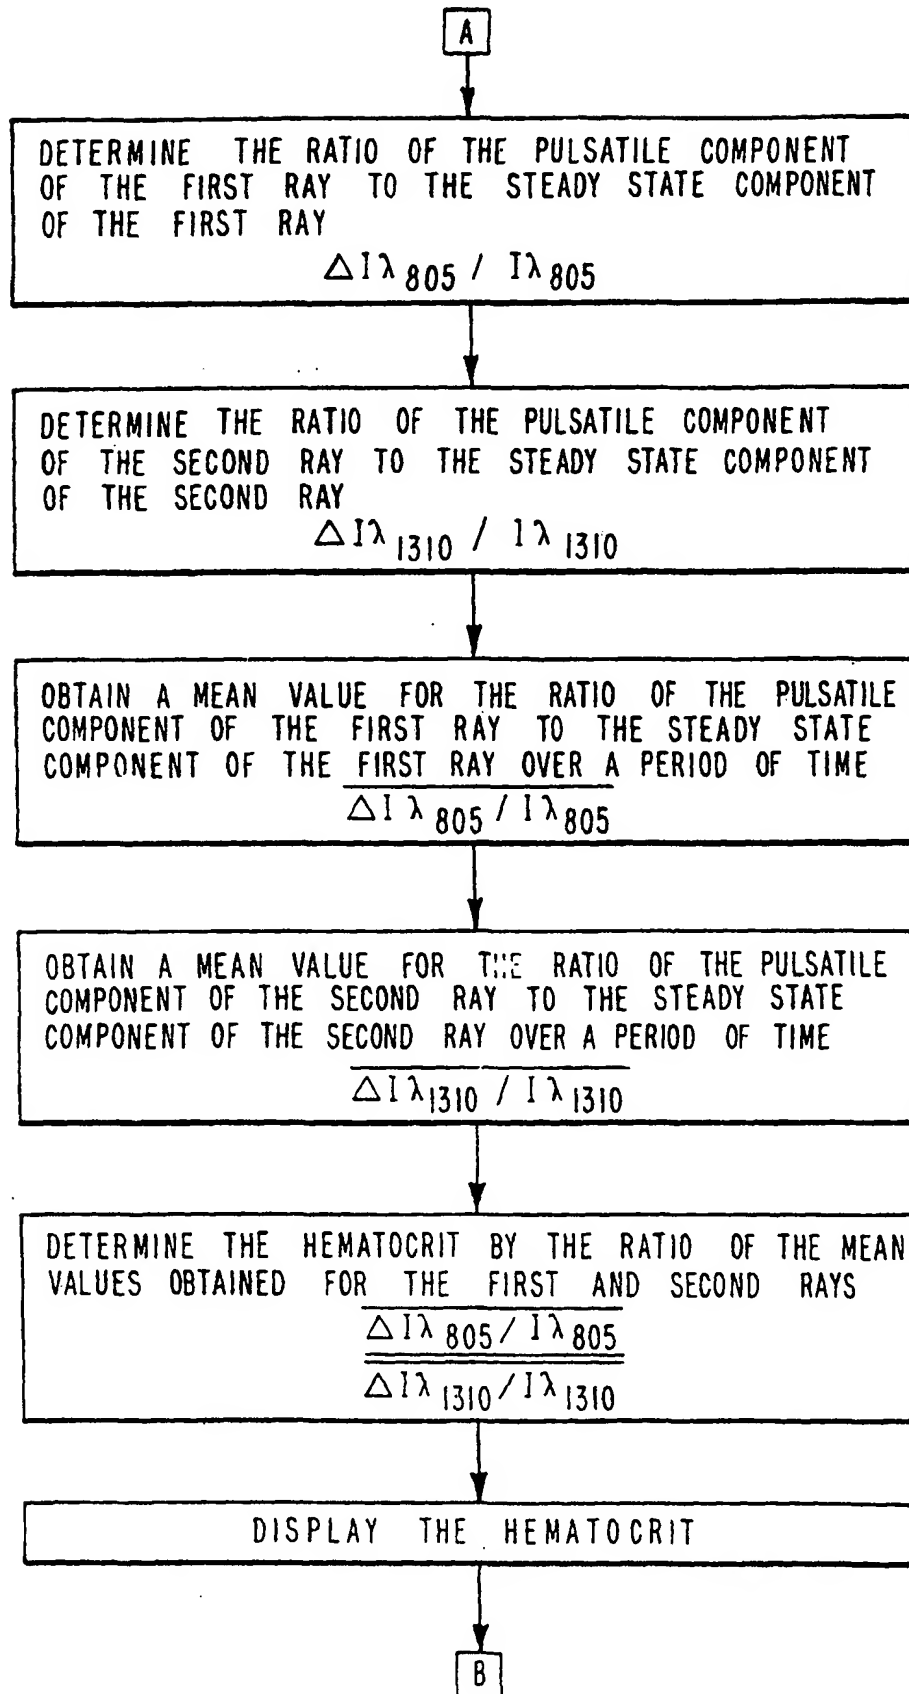 A
DETERMINE THE RATIO OF THE PULSATILE COMPONENT
OF THE FIRST RAY TO THE STEADY STATE COMPONENT
OF THE FIRST RAY
ΔIλ805 / Iλ805
DETERMINE THE RATIO OF THE PULSATILE COMPONENT
OF THE SECOND RAY TO THE STEADY STATE COMPONENT
OF THE SECOND RAY
ΔIλ1310 / Iλ1310
OBTAIN A MEAN VALUE FOR THE RATIO OF THE PULSATILE
COMPONENT OF THE FIRST RAY TO THE STEADY STATE
COMPONENT OF THE FIRST RAY OVER A PERIOD OF TIME
ΔIλ805 / Iλ805
OBTAIN A MEAN VALUE FOR THE RATIO OF THE PULSATILE
COMPONENT OF THE SECOND RAY TO THE STEADY STATE
COMPONENT OF THE SECOND RAY OVER A PERIOD OF TIME
ΔIλ1310 / Iλ1310
DETERMINE THE HEMATOCRIT BY THE RATIO OF THE MEAN
VALUES OBTAINED FOR THE FIRST AND SECOND RAYS
ΔIλ805 / Iλ805
ΔIλ1310 / Iλ1310
DISPLAY THE HEMATOCRIT
B